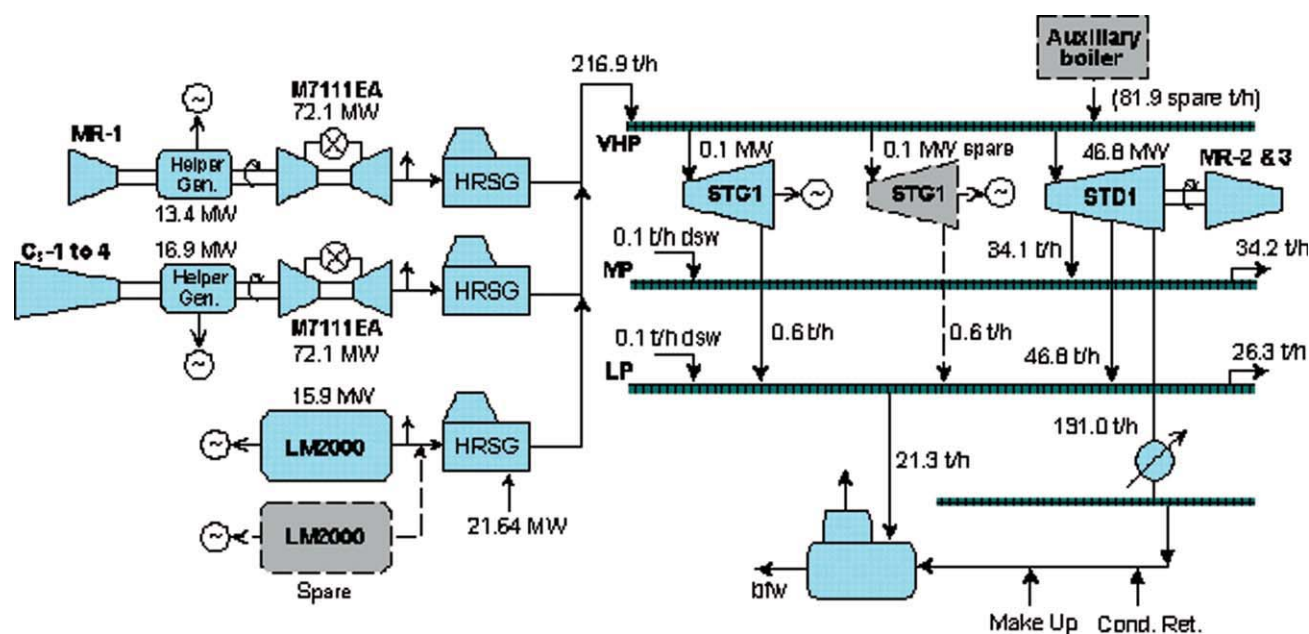 Auxiliary
boiler
216.9 t/h
(81.9 spare t/h)
M7111EA
72.1 MW
MR-1
Helper
Gen.
13.4 MW
HRSG
VHP
0.1 MW
0.1 MW spare
46.8 MW
MR-2 & 3
STG1
STG1
STD1
C₃-1 to 4
16.9 MW
Helper
Gen.
HRSG
M7111EA
72.1 MW
0.1 t/h dsw
34.1 t/h
34.2 t/h
MP
0.1 t/h dsw
0.6 t/h
0.6 t/h
46.8 t/h
26.3 t/h
LP
15.9 MW
LM2000
HRSG
21.64 MW
LM2000
Spare
131.0 t/h
21.3 t/h
bfw
Make Up
Cond. Ret.